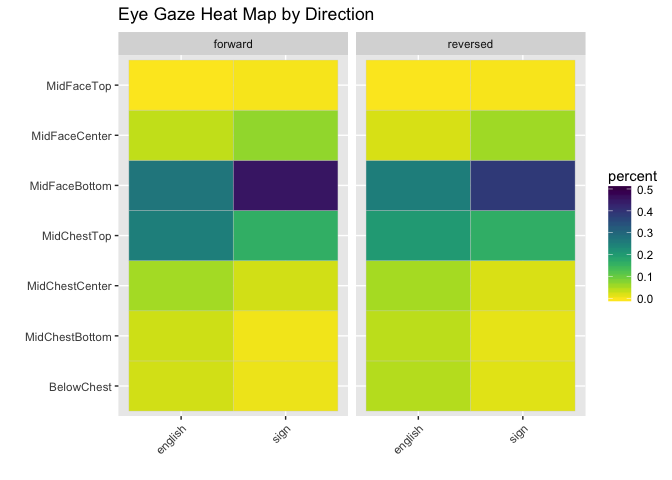 Eye Gaze Heat Map by Direction
forward
reversed
MidFaceTop
MidFaceCenter
MidFaceBottom
MidChestTop
MidChestCenter
MidChestBottom
BelowChest
english
sign
english
sign
percent
0.5
0.4
0.3
0.2
0.1
0.0